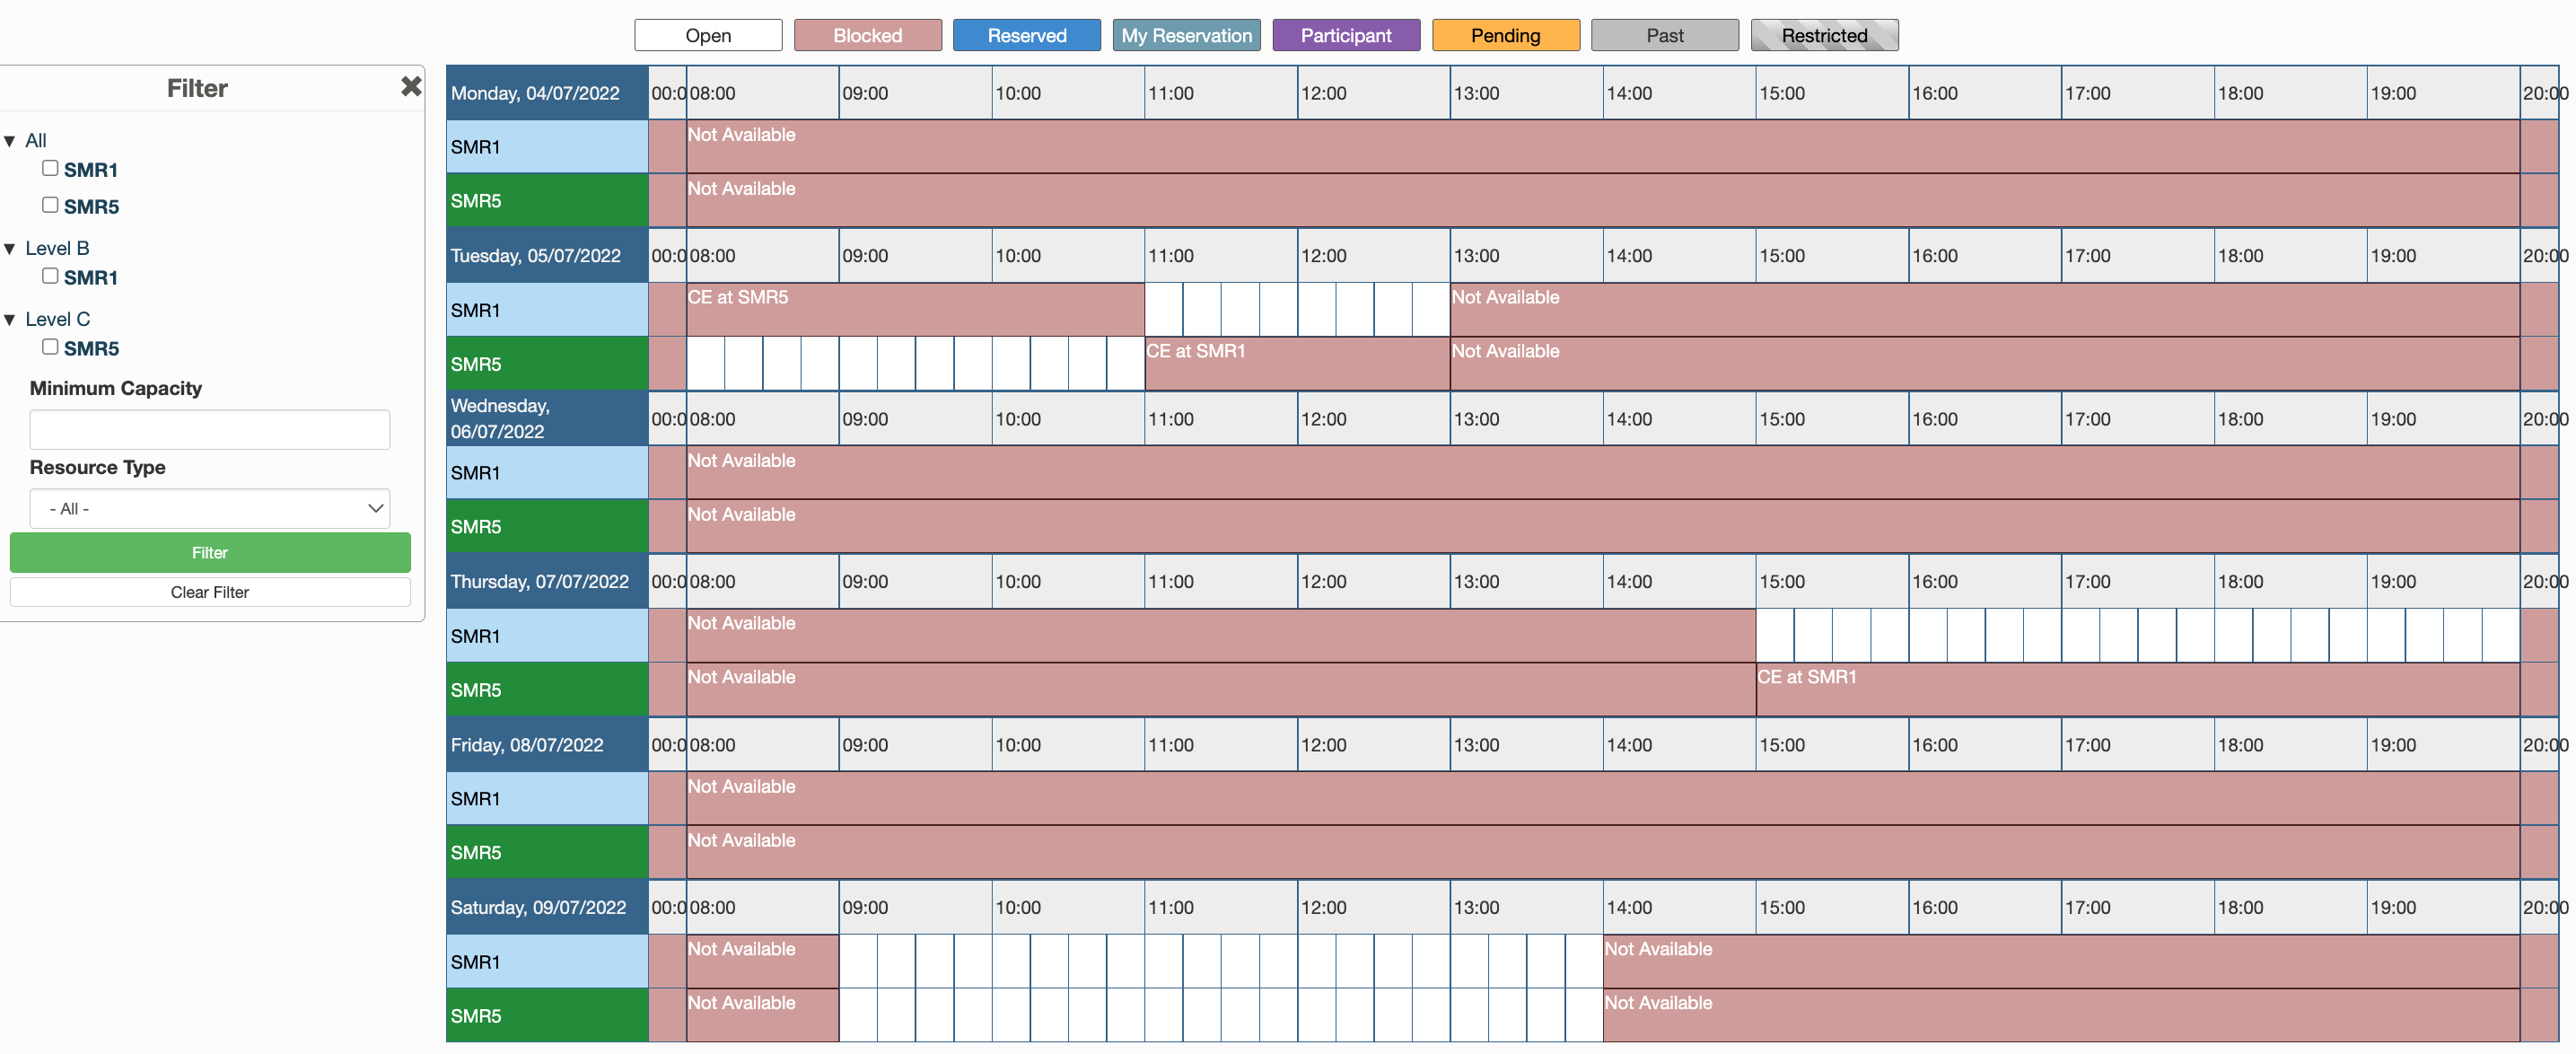 Open Blocked Reserved My Reservation Participant Pending Past Restricted
Filter ✖
▼ All
SMR1
SMR5
▼ Level B
SMR1
▼ Level C
SMR5
Minimum Capacity
Resource Type
- All -
Filter
Clear Filter
Monday, 04/07/2022 00:0 08:00 09:00 10:00 11:00 12:00 13:00 14:00 15:00 16:00 17:00 18:00 19:00 20:00
SMR1 Not Available
SMR5 Not Available
Tuesday, 05/07/2022 00:0 08:00 09:00 10:00 11:00 12:00 13:00 14:00 15:00 16:00 17:00 18:00 19:00 20:00
SMR1 CE at SMR5 Not Available
SMR5 CE at SMR1 Not Available
Wednesday,
06/07/2022 00:0 08:00 09:00 10:00 11:00 12:00 13:00 14:00 15:00 16:00 17:00 18:00 19:00 20:00
SMR1 Not Available
SMR5 Not Available
Thursday, 07/07/2022 00:0 08:00 09:00 10:00 11:00 12:00 13:00 14:00 15:00 16:00 17:00 18:00 19:00 20:00
SMR1 Not Available
SMR5 Not Available CE at SMR1
Friday, 08/07/2022 00:0 08:00 09:00 10:00 11:00 12:00 13:00 14:00 15:00 16:00 17:00 18:00 19:00 20:00
SMR1 Not Available
SMR5 Not Available
Saturday, 09/07/2022 00:0 08:00 09:00 10:00 11:00 12:00 13:00 14:00 15:00 16:00 17:00 18:00 19:00 20:00
SMR1 Not Available Not Available
SMR5 Not Available Not Available